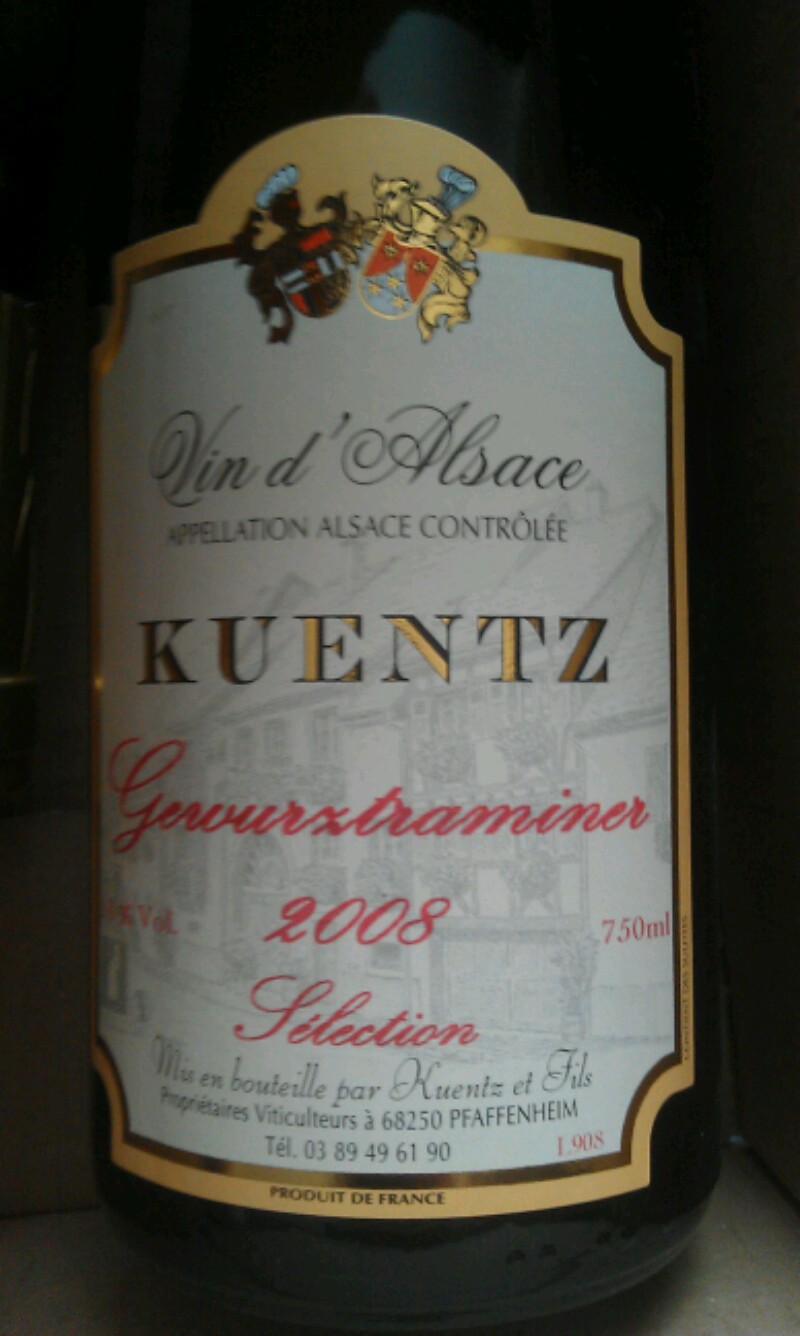 Vin d'Alsace
APPELLATION ALSACE CONTRÔLÉE
KUENTZ
Gewurztraminer
2008
% Vol.
750ml
Sélection
Mis en bouteille par Kuentz et Fils
Propriétaires Viticulteurs à 68250 PFAFFENHEIM
Tél. 03 89 49 61 90
L908
PRODUIT DE FRANCE